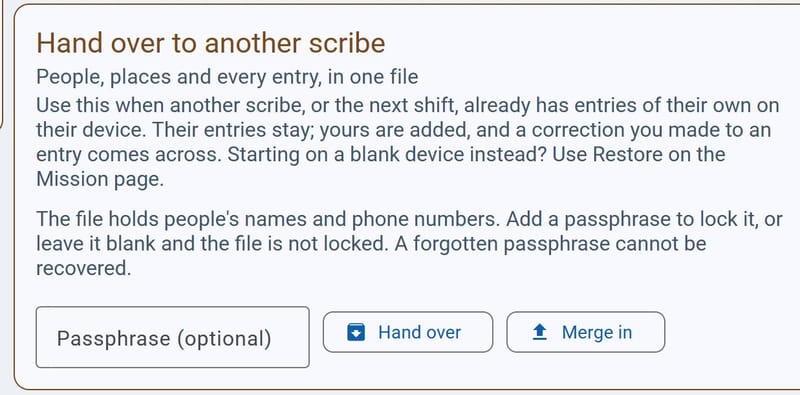 Hand over to another scribe
People, places and every entry, in one file
Use this when another scribe, or the next shift, already has entries of their own on
their device. Their entries stay; yours are added, and a correction you made to an
entry comes across. Starting on a blank device instead? Use Restore on the
Mission page.
The file holds people's names and phone numbers. Add a passphrase to lock it, or
leave it blank and the file is not locked. A forgotten passphrase cannot be
recovered.
Passphrase (optional)
Hand over
Merge in